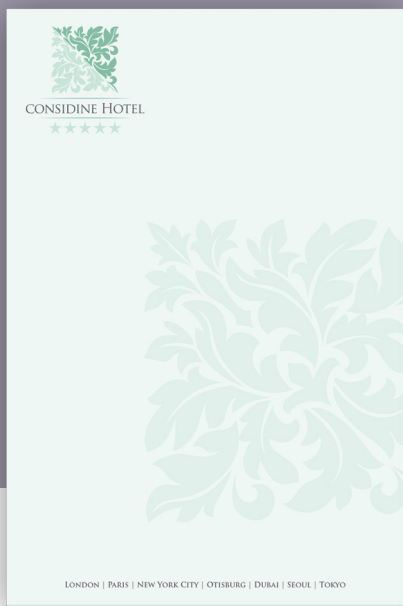 CONSIDINE HOTEL
LONDON | PARIS | NEW YORK CITY | OTISBURG | DUBAI | SEOUL | TOKYO